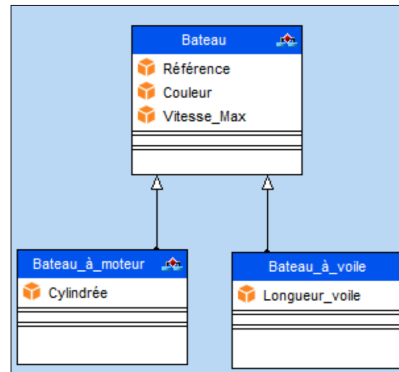 Bateau
Référence
Couleur
Vitesse_Max
Bateau_à_moteur
Cylindrée
Bateau_à_voile
Longueur_voile